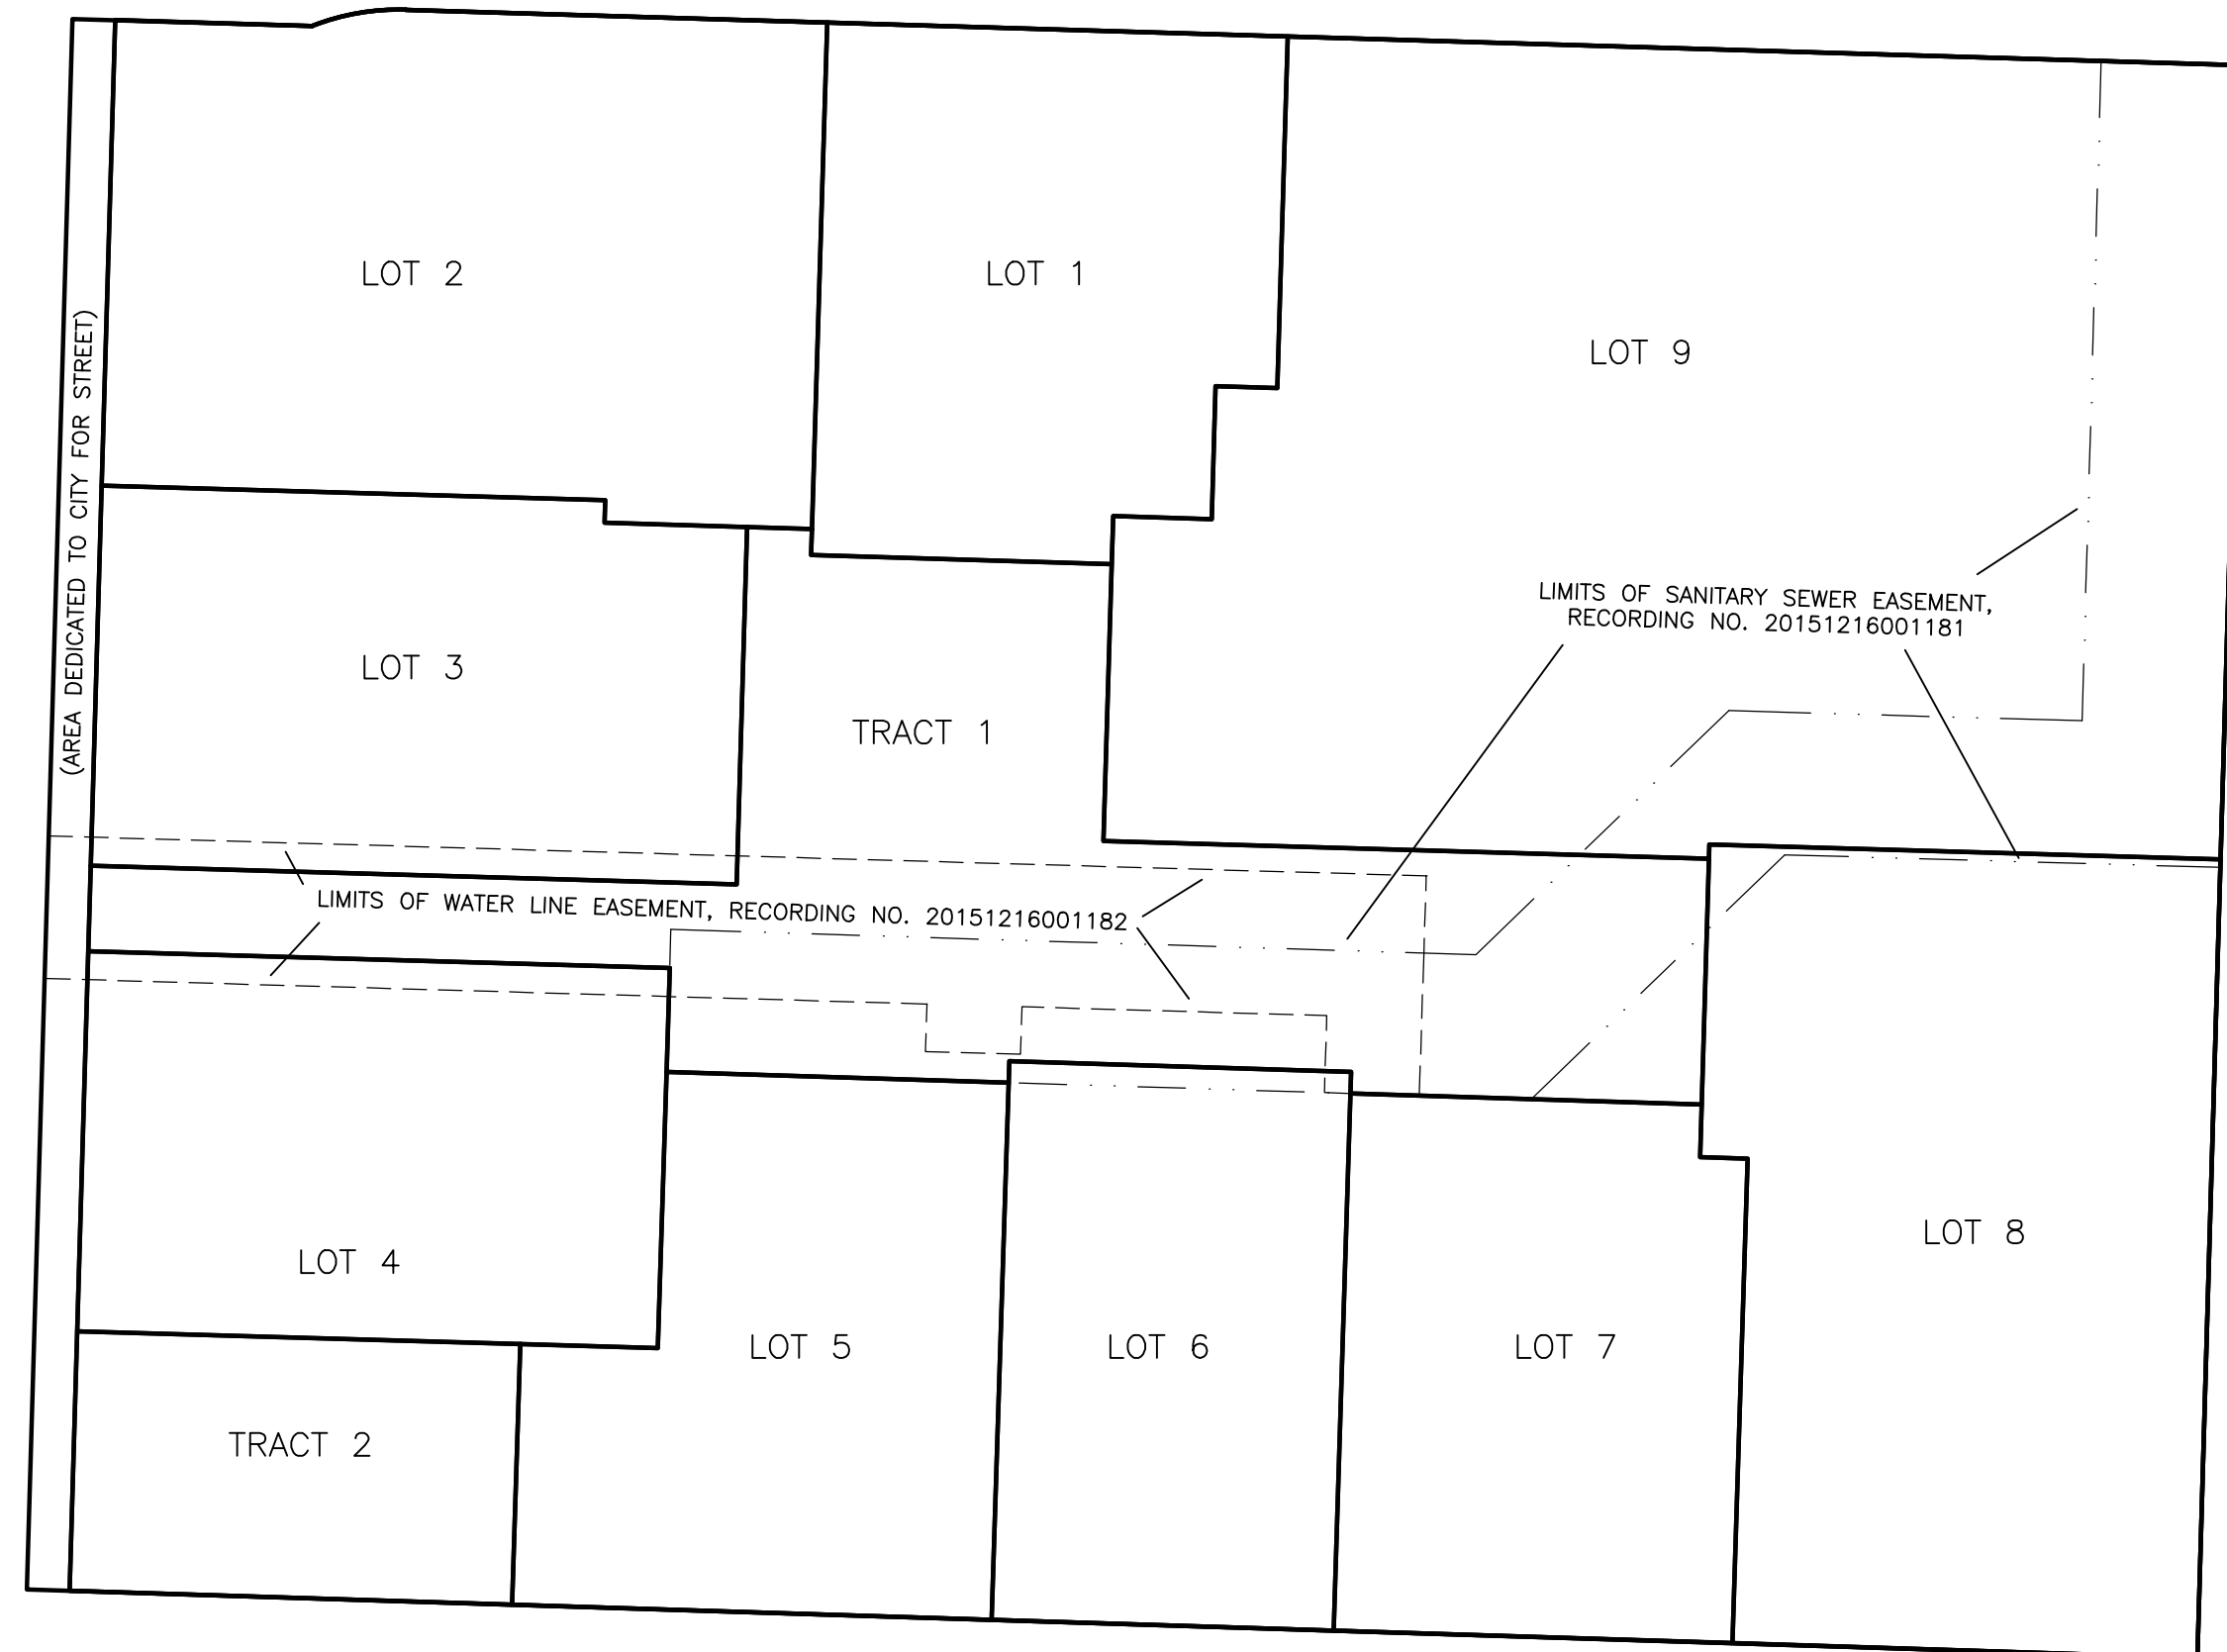 LOT 2
LOT 1
LOT 9
(AREA DEDICATED TO CITY FOR STREET)
LIMITS OF SANITARY SEWER EASEMENT,
RECORDING NO. 20151216001181
LOT 3
TRACT 1
LIMITS OF WATER LINE EASEMENT, RECORDING NO. 20151216001182
LOT 8
LOT 4
LOT 5
LOT 6
LOT 7
TRACT 2